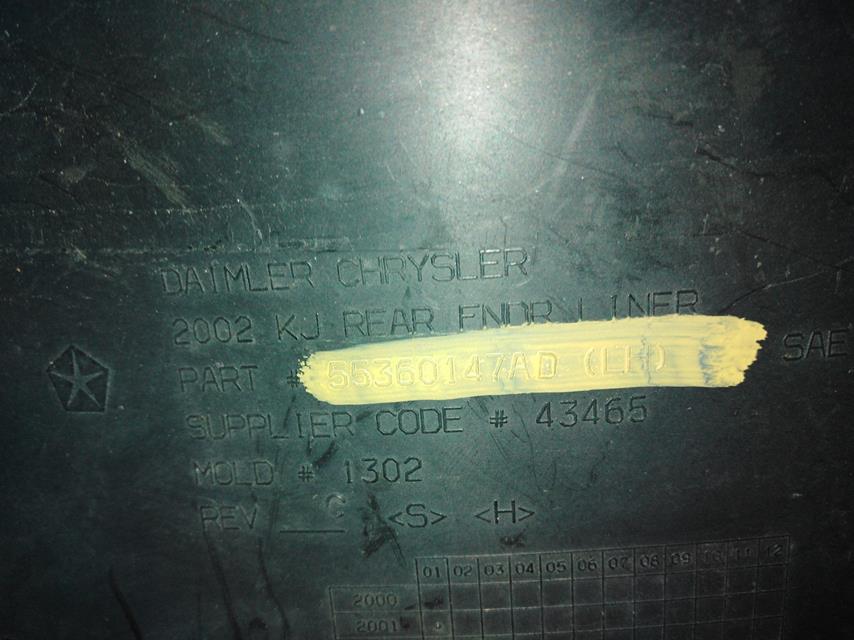 DAIMLER CHRYSLER
2002 KJ REAR FNDR LINER
PART # 55360147AD (LH) SAE
SUPPLIER CODE # 43465
MOLD # 1302
REV __C <S> <H>
01 02 03 04 05 06 07 08 09 10 11 12
2000
2001